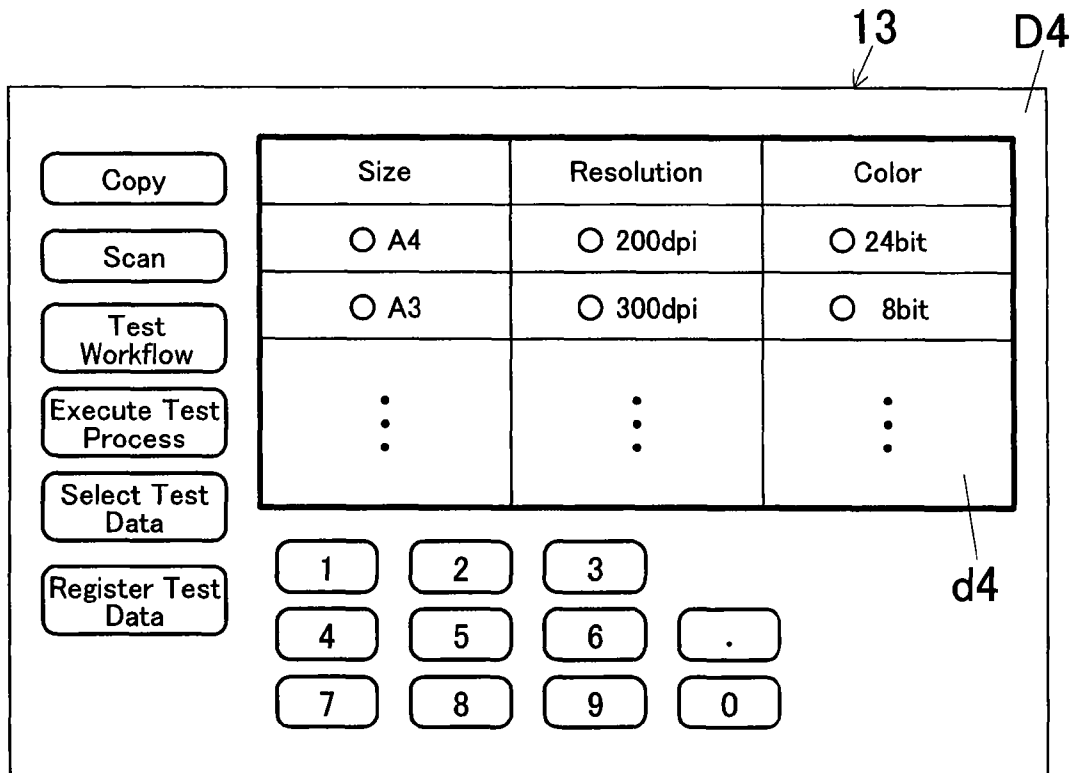 13
D4
Copy
Scan
Test
Workflow
Execute Test
Process
Select Test
Data
Register Test
Data
Size Resolution Color
A4 200dpi 24bit
A3 300dpi 8bit
d4
1 2 3
4 5 6 .
7 8 9 0